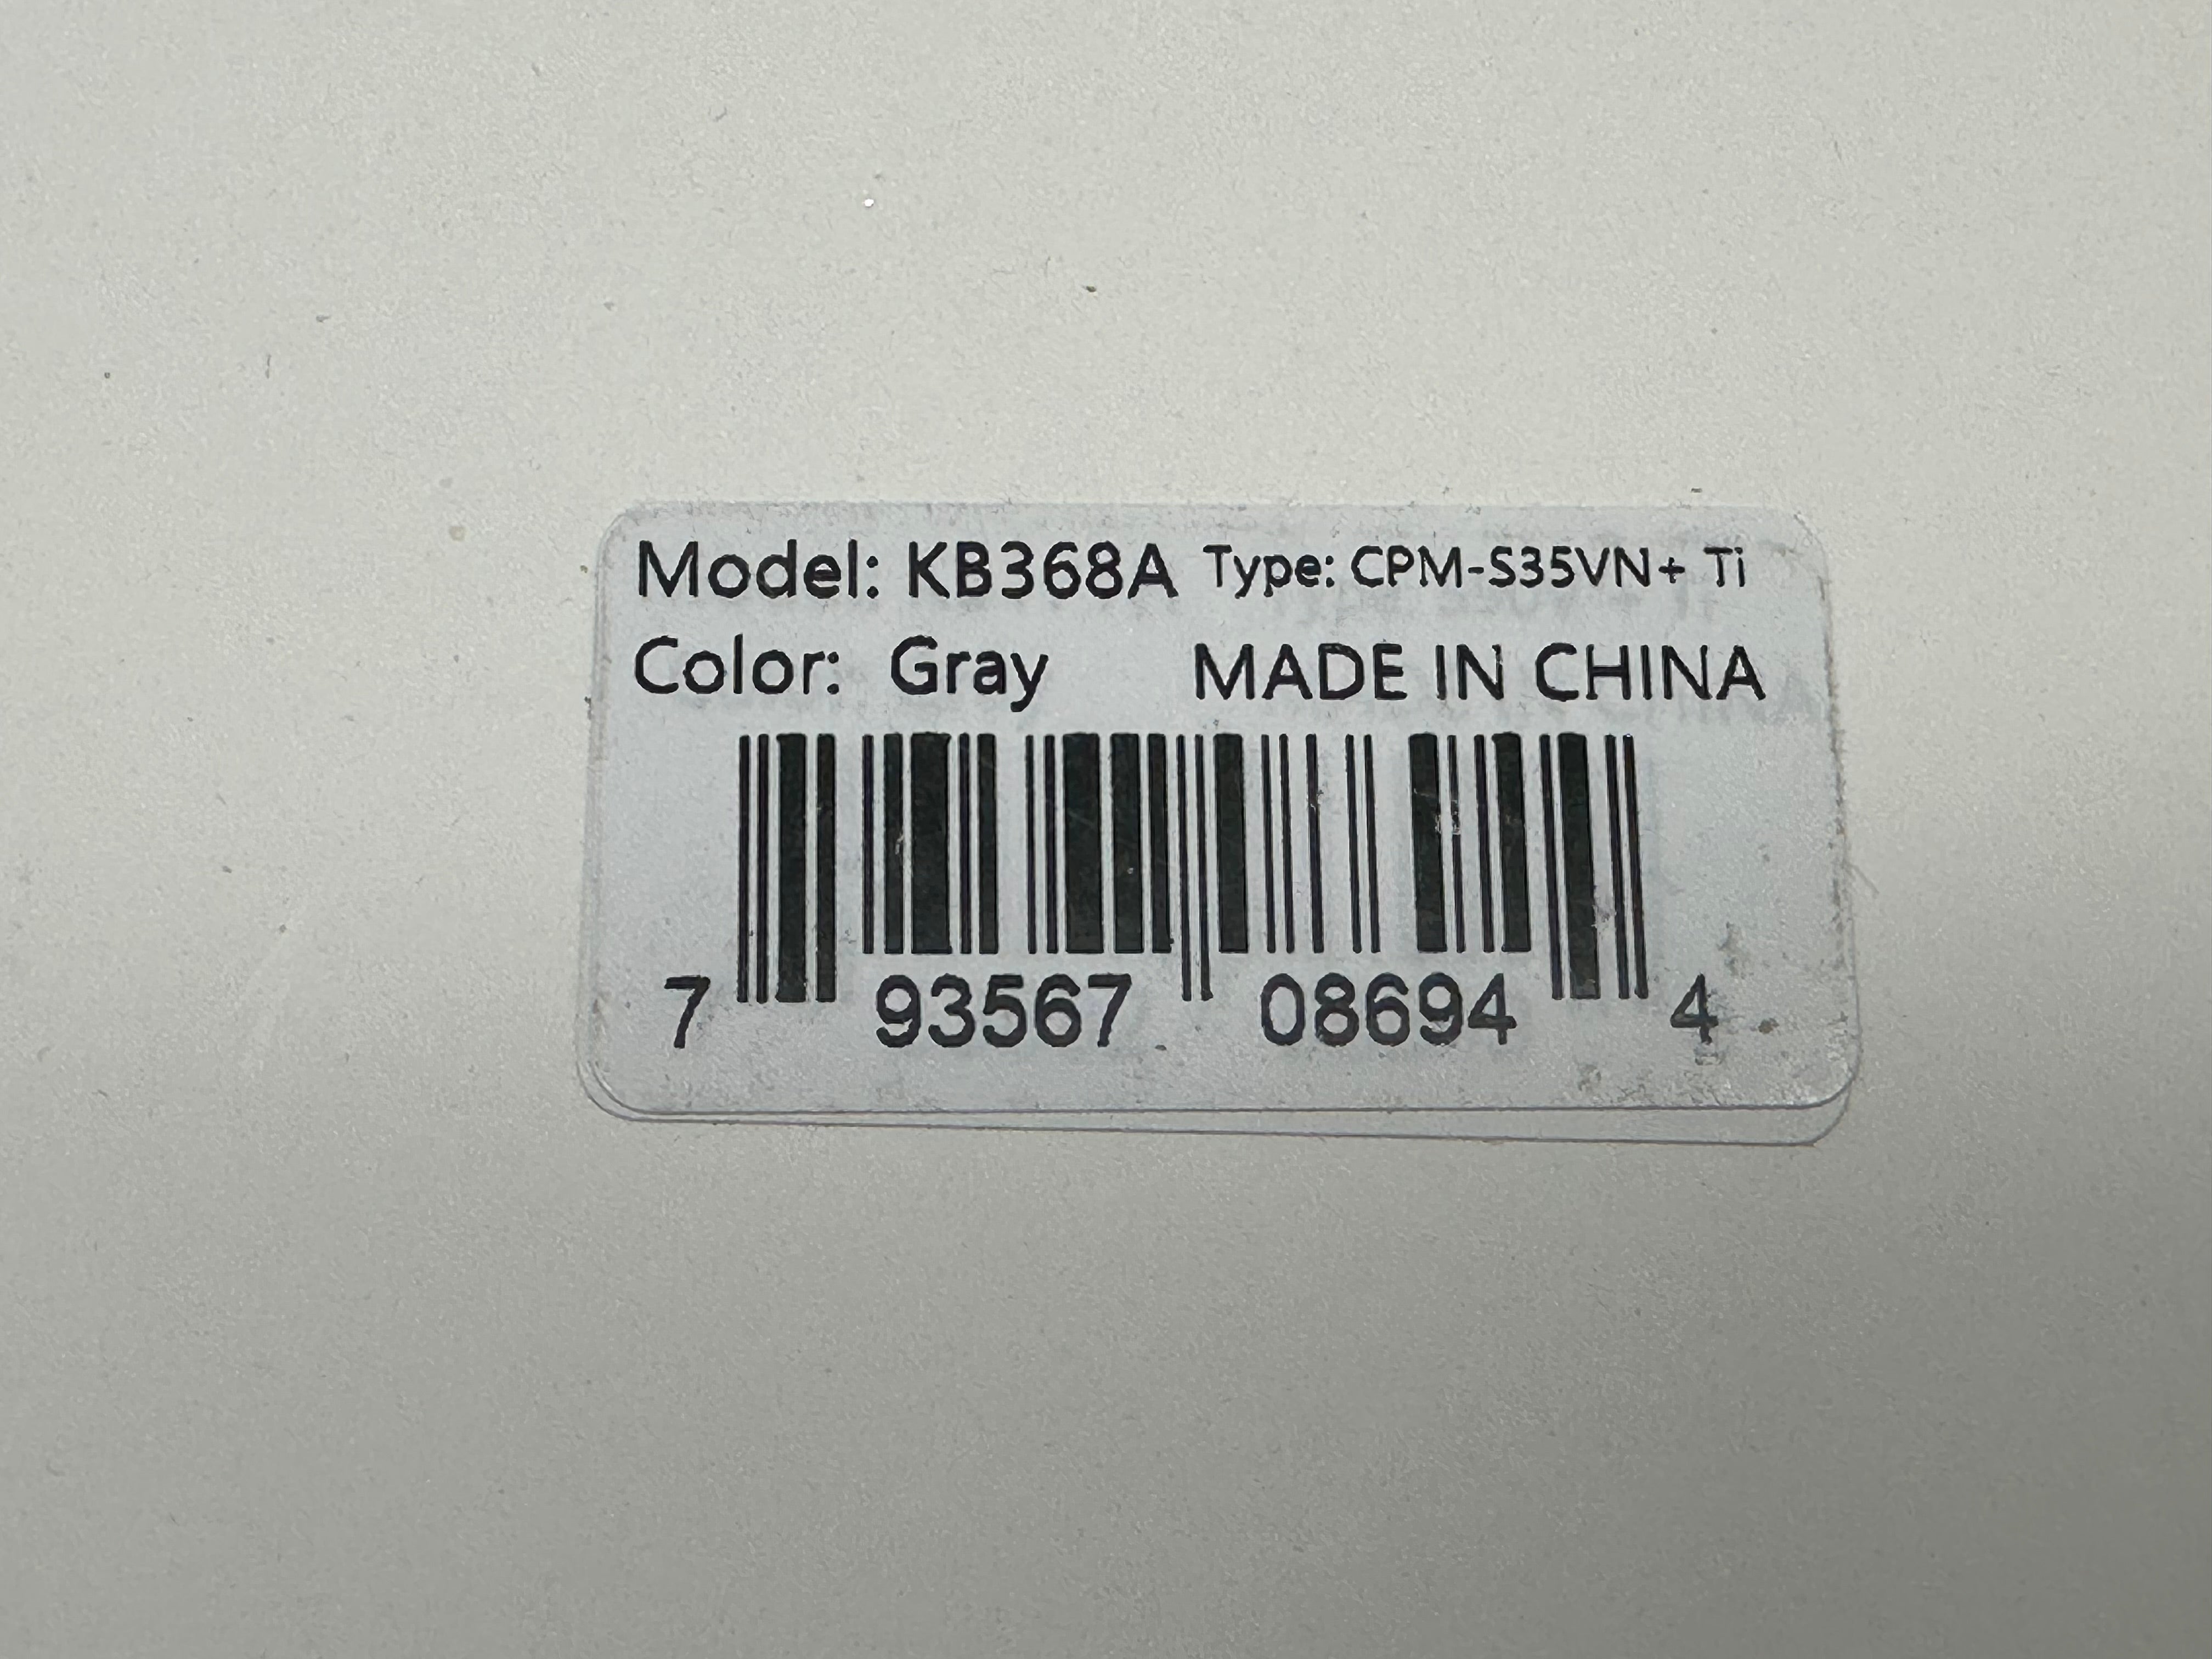 Model: KB368A Type: CPM-S35VN+ Ti
Color: Gray MADE IN CHINA
7 93567 08694 4